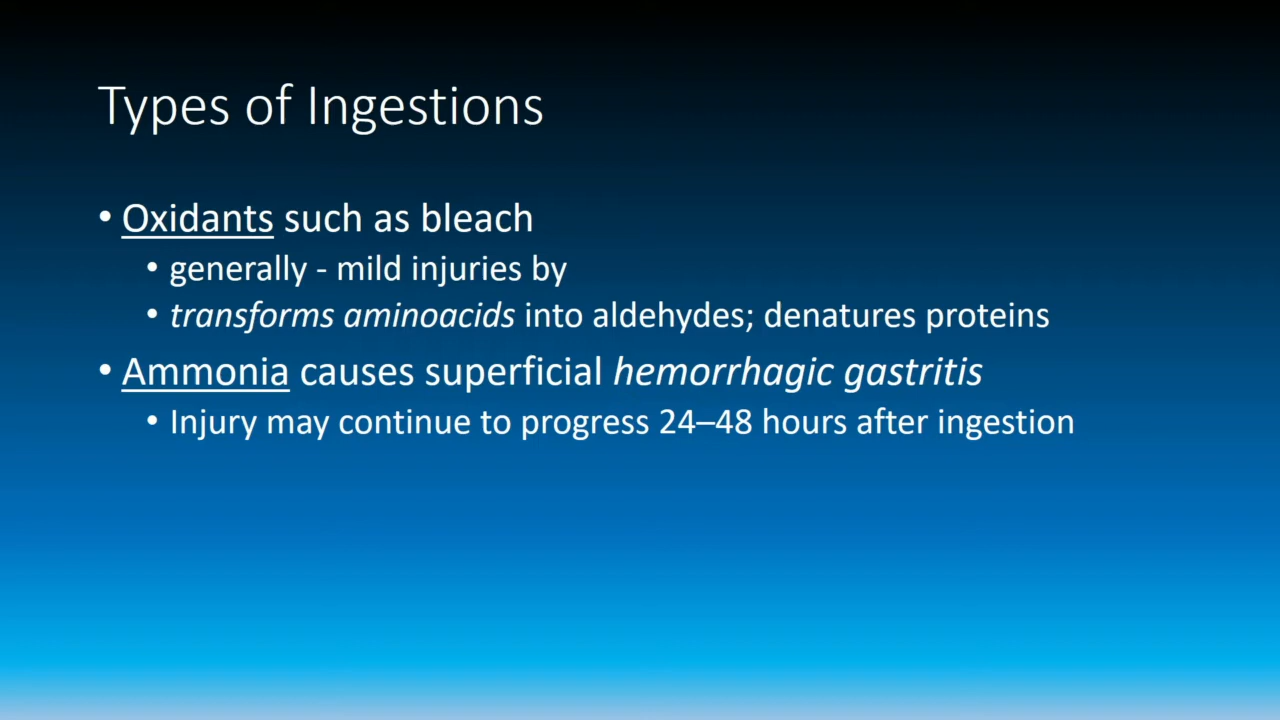 Types of Ingestions
• Oxidants such as bleach
• generally - mild injuries by
• transforms aminoacids into aldehydes; denatures proteins
• Ammonia causes superficial hemorrhagic gastritis
• Injury may continue to progress 24–48 hours after ingestion